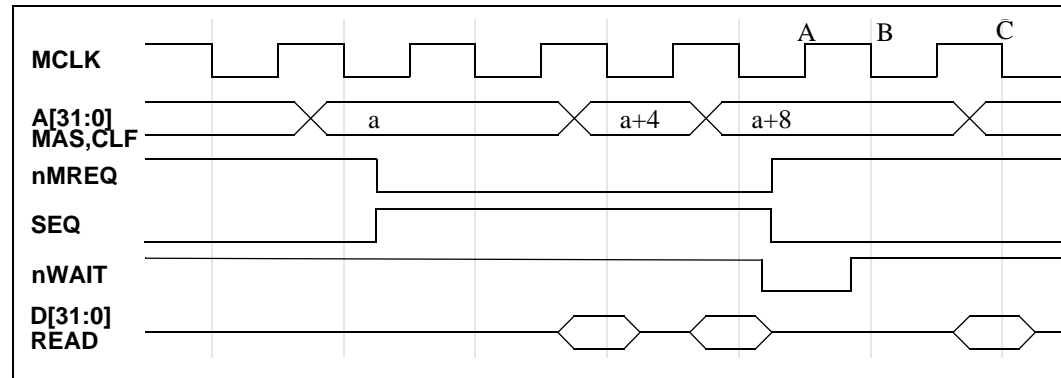 A B C
MCLK
A[31:0]
MAS,CLF
a a+4 a+8
nMREQ
SEQ
nWAIT
D[31:0]
READ